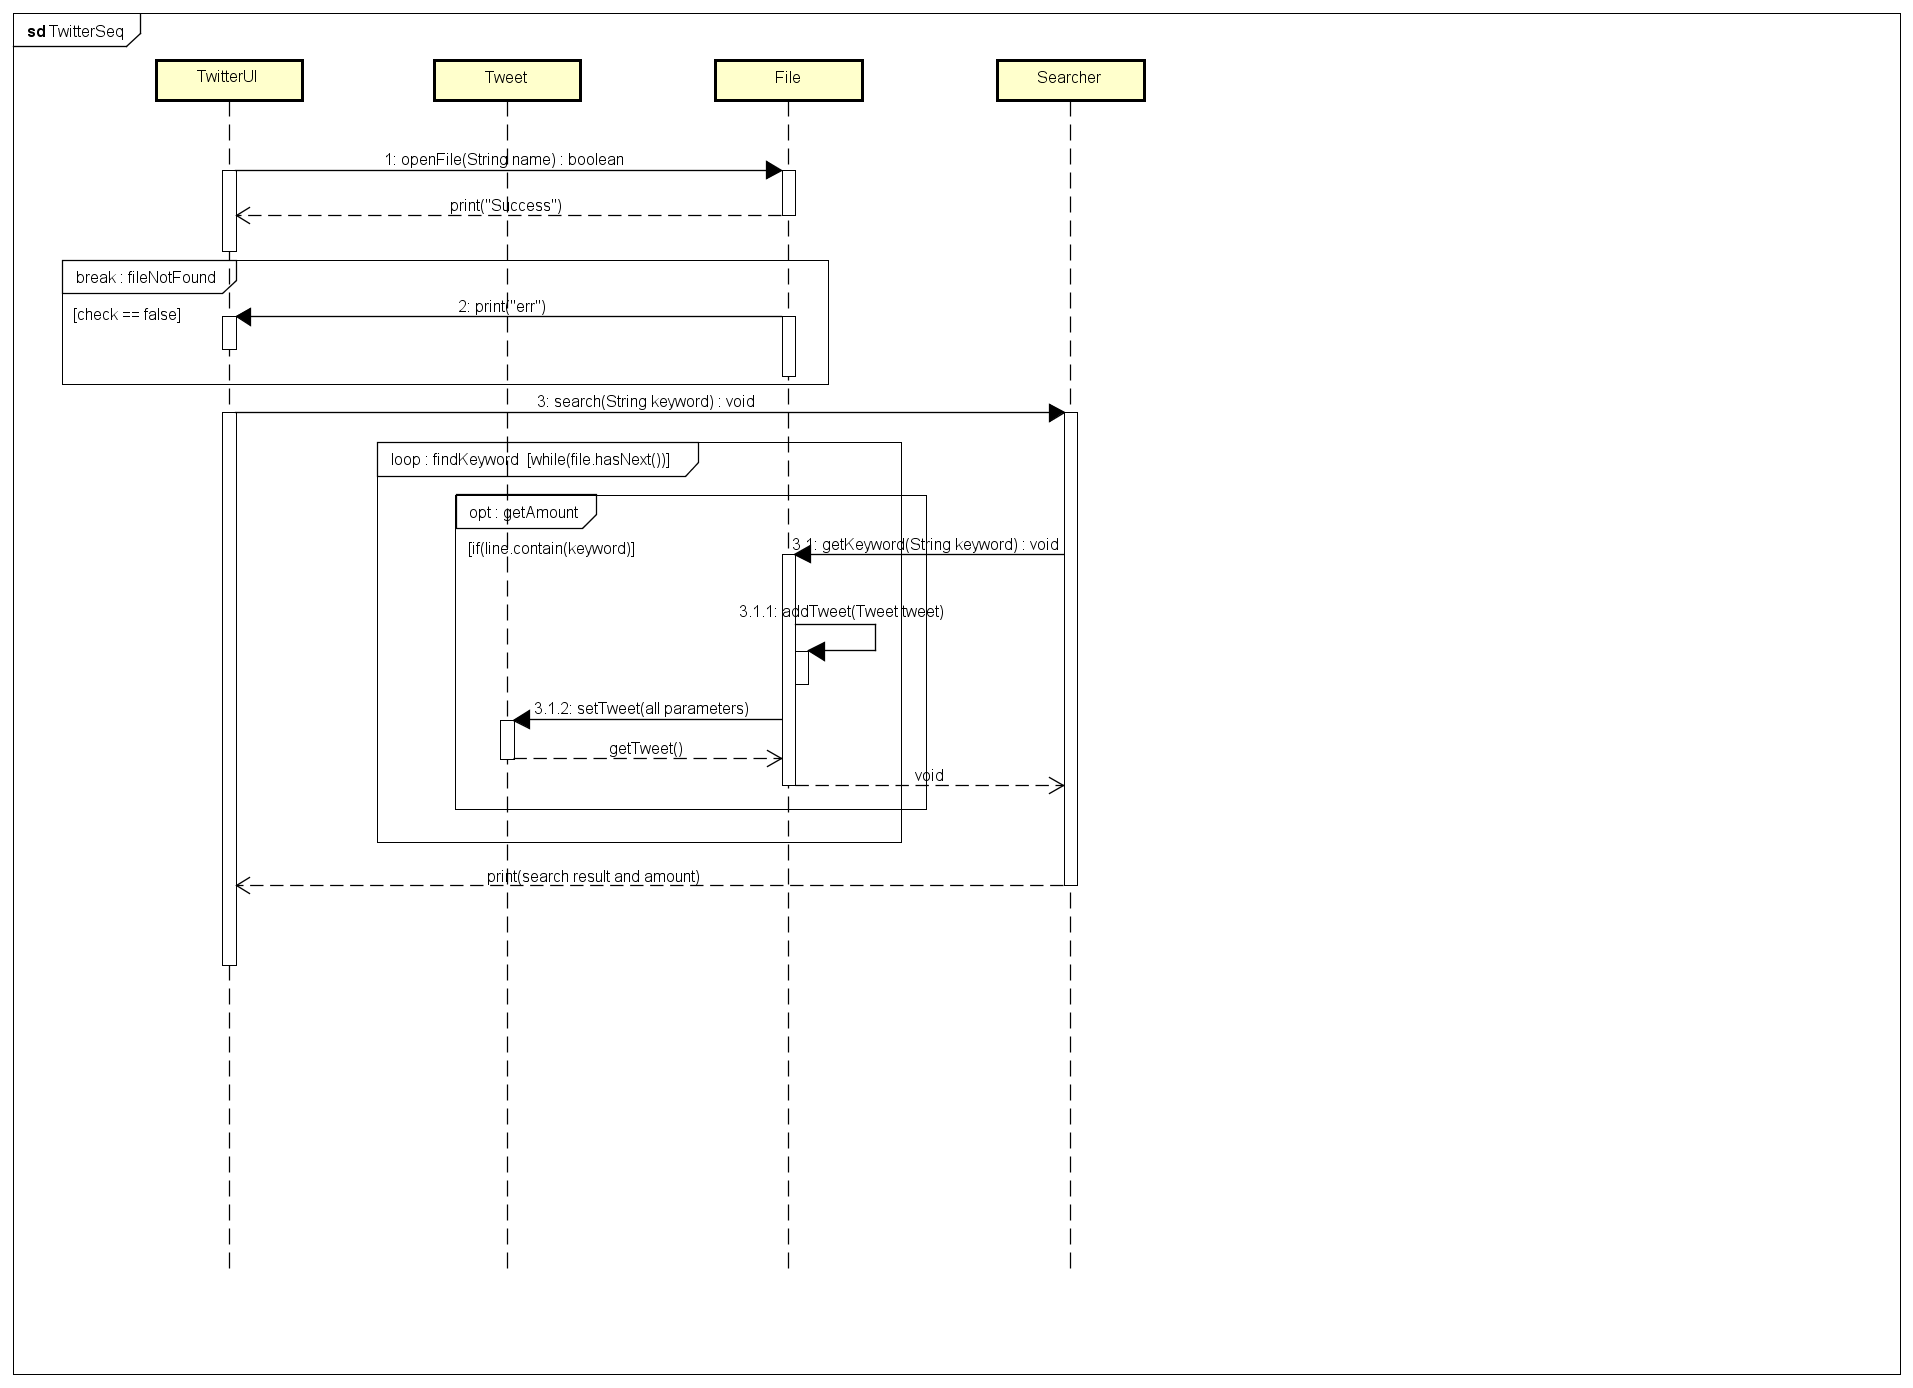 sd TwitterSeq
TwitterUI
Tweet
File
Searcher
1: openFile(String name) : boolean
print("Success")
break : fileNotFound
[check == false]
2: print("err")
3: search(String keyword) : void
loop : findKeyword [while(file.hasNext())]
opt : getAmount
[if(line.contain(keyword)]
3.1: getKeyword(String keyword) : void
3.1.1: addTweet(Tweet tweet)
3.1.2: setTweet(all parameters)
getTweet()
void
print(search result and amount)